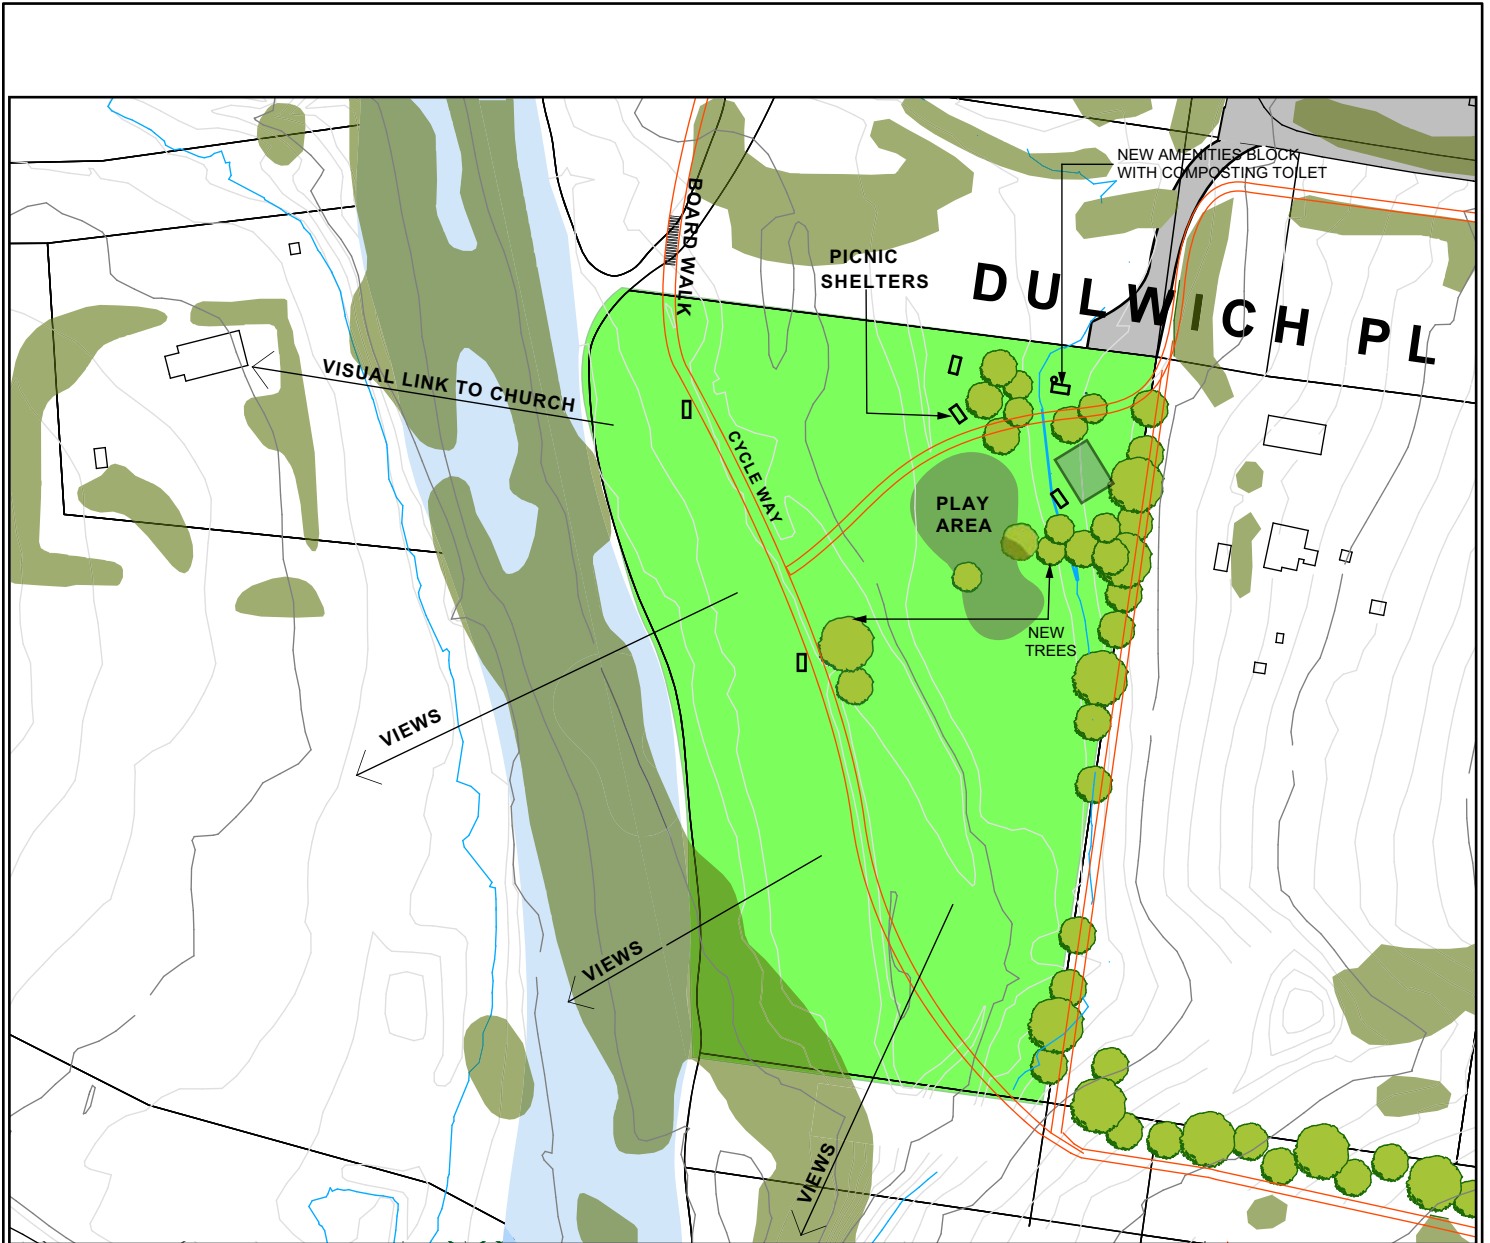 NEW AMENITIES BLOCK
WITH COMPOSTING TOILET
BOARD WALK
PICNIC
SHELTERS
DULWICH PL
VISUAL LINK TO CHURCH
CYCLE WAY
PLAY
AREA
NEW
TREES
VIEWS
VIEWS
VIEWS